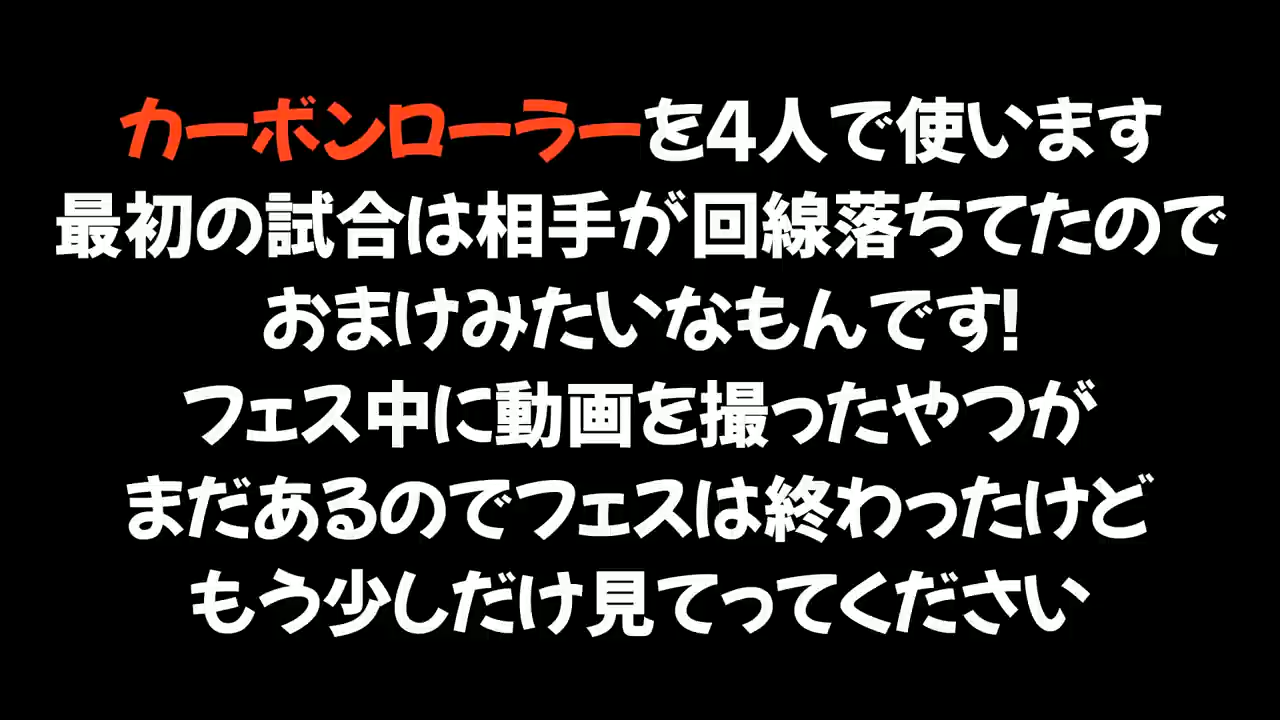 カーボンローラーを4人で使います
最初の試合は相手が回線落ちてたので
おまけみたいなもんです!
フェス中に動画を撮ったやつが
まだあるのでフェスは終わったけど
もう少しだけ見てってください